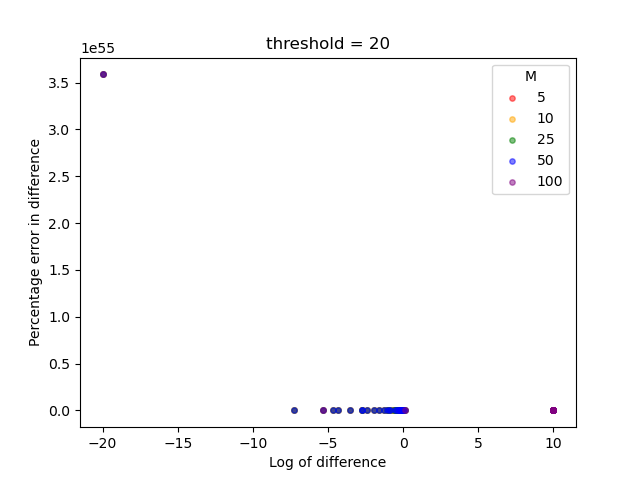 threshold = 20
1e55
3.5
3.0
2.5
2.0
1.5
1.0
0.5
0.0
Percentage error in difference
M
5
10
25
50
100
−20 −15 −10 −5 0 5 10
Log of difference